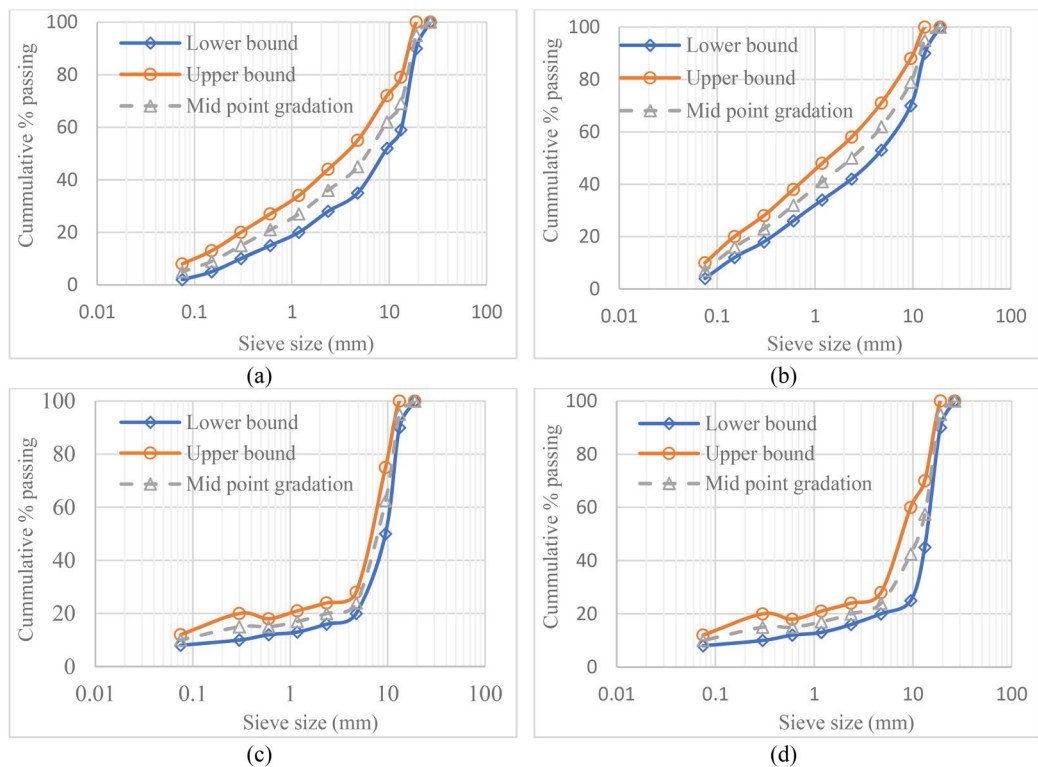 Cummulative % passing
100
80
60
40
20
0
Lower bound
Upper bound
Mid point gradation
0.01 0.1 1 10 100
Sieve size (mm)
(a)
Cummulative % passing
100
80
60
40
20
0
Lower bound
Upper bound
Mid point gradation
0.01 0.1 1 10 100
Sieve size (mm)
(b)
Cummulative % passing
100
80
60
40
20
0
Lower bound
Upper bound
Mid point gradation
0.01 0.1 1 10 100
Sieve size (mm)
(c)
Cummulative % passing
100
80
60
40
20
0
Lower bound
Upper bound
Mid point gradation
0.01 0.1 1 10 100
Sieve size (mm)
(d)